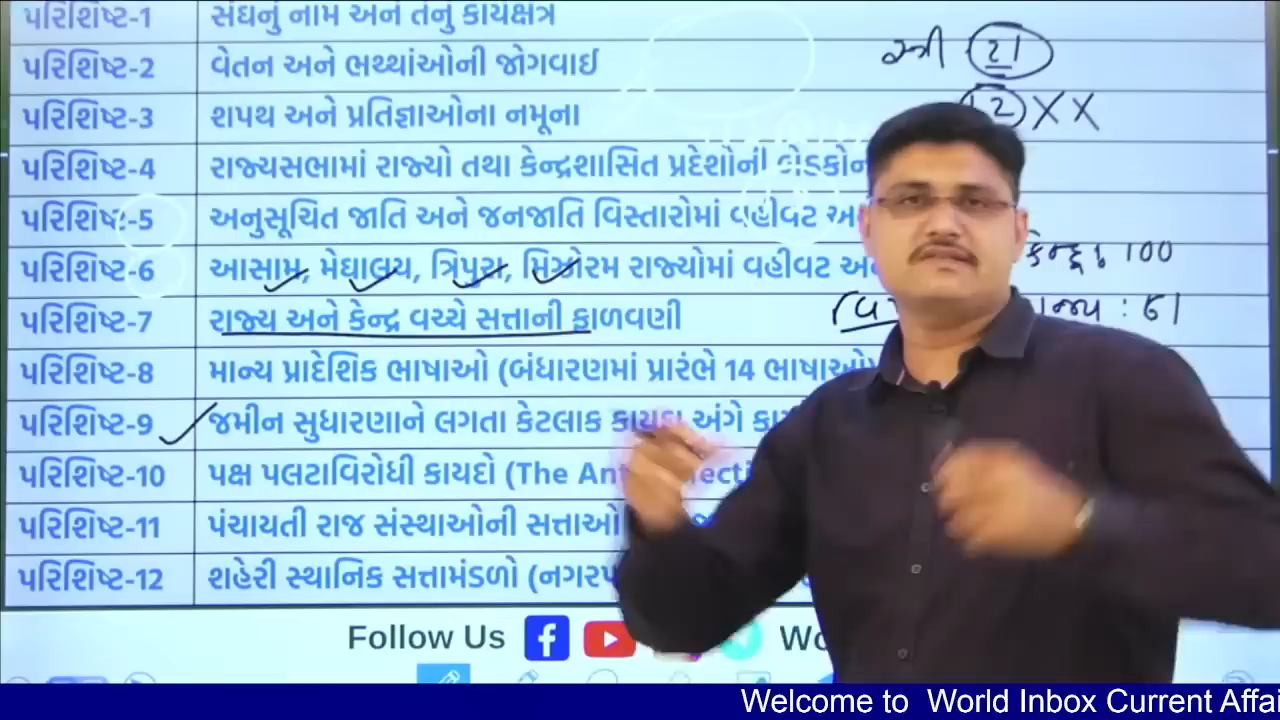 પરિશિષ્ટ-1 સંઘનું નામ અને તેનું કાર્યક્ષેત્ર
પરિશિષ્ટ-2 વેતન અને ભથ્થાંઓની જોગવાઈ
સ્ત્રી 21
પરિશિષ્ટ-3 શપથ અને પ્રતિજ્ઞાઓના નમૂના
XX
પરિશિષ્ટ-4 રાજ્યસભામાં રાજ્યો તથા કેન્દ્રશાસિત પ્રદેશોની
પરિશિષ્ટ-5 અનુસૂચિત જાતિ અને જનજાતિ વિસ્તારોમાં વહીવટ
પરિશિષ્ટ-6 આસામ, મેઘાલય, ત્રિપુરા, મિઝોરમ રાજ્યોમાં વહીવટ
100
પરિશિષ્ટ-7 રાજ્ય અને કેન્દ્ર વચ્ચે સત્તાની ફાળવણી
: 61
પરિશિષ્ટ-8 માન્ય પ્રાદેશિક ભાષાઓ (બંધારણમાં પ્રારંભે 14
પરિશિષ્ટ-9 જમીન સુધારણાને લગતા કેટલાક કાયદા અંગે
પરિશિષ્ટ-10 પક્ષ પલટાવિરોધી કાયદો (The
પરિશિષ્ટ-11 પંચાયતી રાજ સંસ્થાઓની સત્તાઓ
પરિશિષ્ટ-12 શહેરી સ્થાનિક સત્તામંડળો
Follow Us
Welcome to World Inbox Current